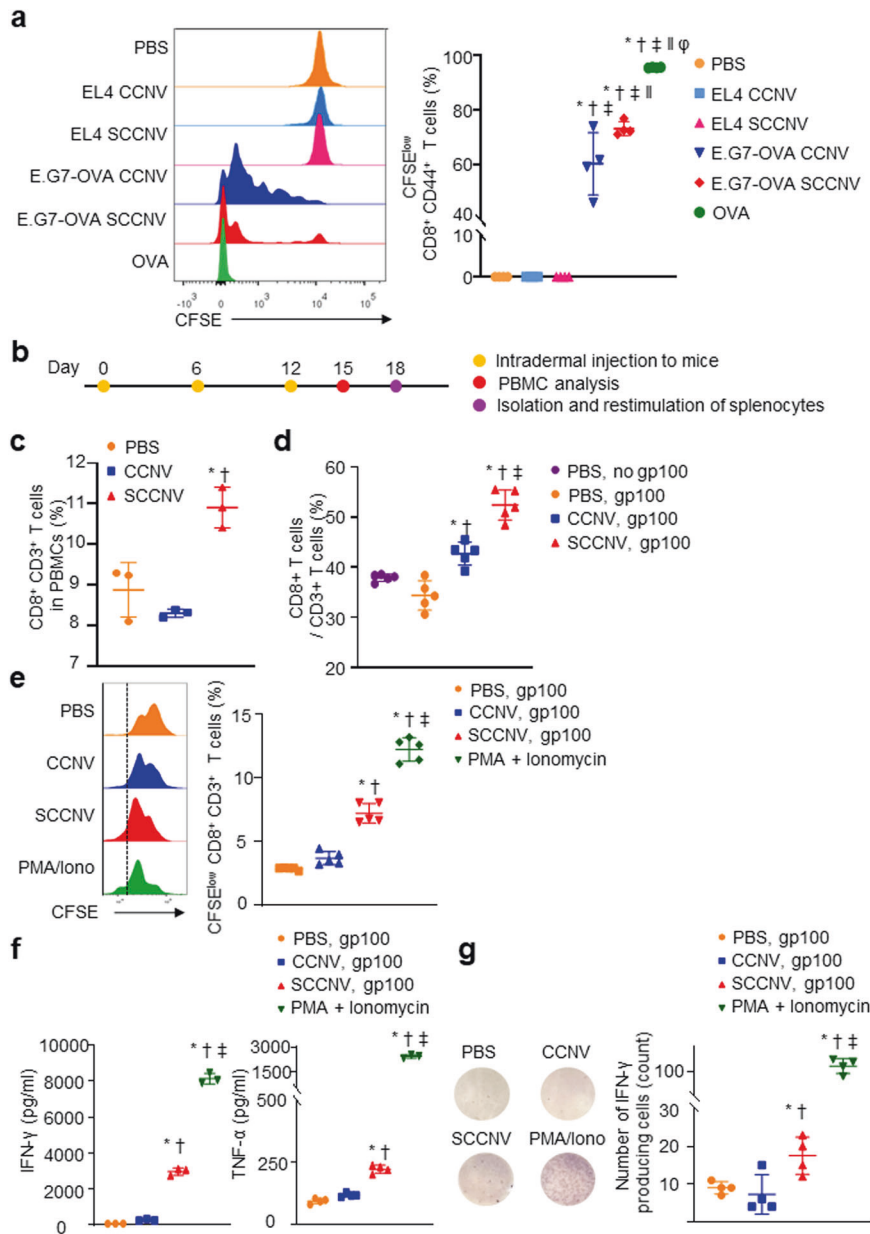 a
PBS
EL4 CCNV
EL4 SCCNV
E.G7-OVA CCNV
E.G7-OVA SCCNV
OVA
-10³ 0 10³ 10⁴ 10⁵
CFSE
CFSEˡᵒʷ
CD8⁺ CD44⁺ T cells (%)
100
80
60
40
10
0
* † ‡
* † ‡ ǁ
* † ‡ ǁ φ
PBS
EL4 CCNV
EL4 SCCNV
E.G7-OVA CCNV
E.G7-OVA SCCNV
OVA
b
Day 0 6 12 15 18
Intradermal injection to mice
PBMC analysis
Isolation and restimulation of splenocytes
c
PBS
CCNV
SCCNV
CD8⁺ CD3⁺ T cells
in PBMCs (%)
12
11
10
9
8
7
* †
d
CD8+ T cells
/ CD3+ T cells (%)
60
50
40
30
20
* †
* † ‡
PBS, no gp100
PBS, gp100
CCNV, gp100
SCCNV, gp100
e
PBS
CCNV
SCCNV
PMA/Iono
CFSE
CFSEˡᵒʷ CD8⁺ CD3⁺ T cells (%)
15
10
5
0
* †
* † ‡
PBS, gp100
CCNV, gp100
SCCNV, gp100
PMA + Ionomycin
f
PBS, gp100
CCNV, gp100
SCCNV, gp100
PMA + Ionomycin
IFN-γ (pg/ml)
10000
8000
6000
4000
2000
0
* †
* † ‡
TNF-α (pg/ml)
3000
1500
500
250
0
* †
* † ‡
g
PBS, gp100
CCNV, gp100
SCCNV, gp100
PMA + Ionomycin
PBS CCNV
SCCNV PMA/Iono
Number of IFN-γ
producing cells (count)
100
20
10
0
* †
* † ‡